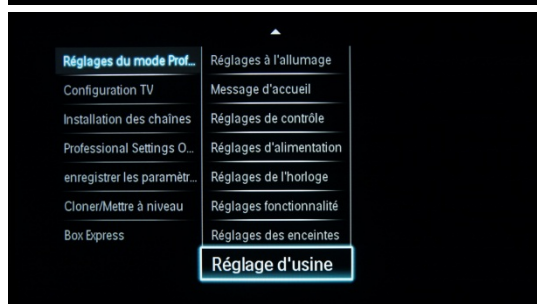 Réglages du mode Prof...
Configuration TV
Installation des chaînes
Professional Settings O...
enregistrer les paramètr...
Cloner/Mettre à niveau
Box Express
Réglages à l'allumage
Message d'accueil
Réglages de contrôle
Réglages d'alimentation
Réglages de l'horloge
Réglages fonctionnalité
Réglages des enceintes
Réglage d'usine